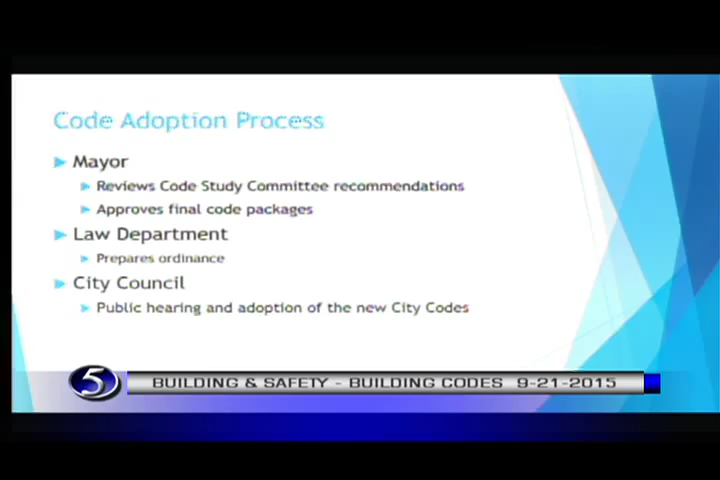 Code Adoption Process
Mayor
Reviews Code Study Committee recommendations
Approves final code packages
Law Department
Prepares ordinance
City Council
Public hearing and adoption of the new City Codes
5
BUILDING & SAFETY - BUILDING CODES 9-21-2015